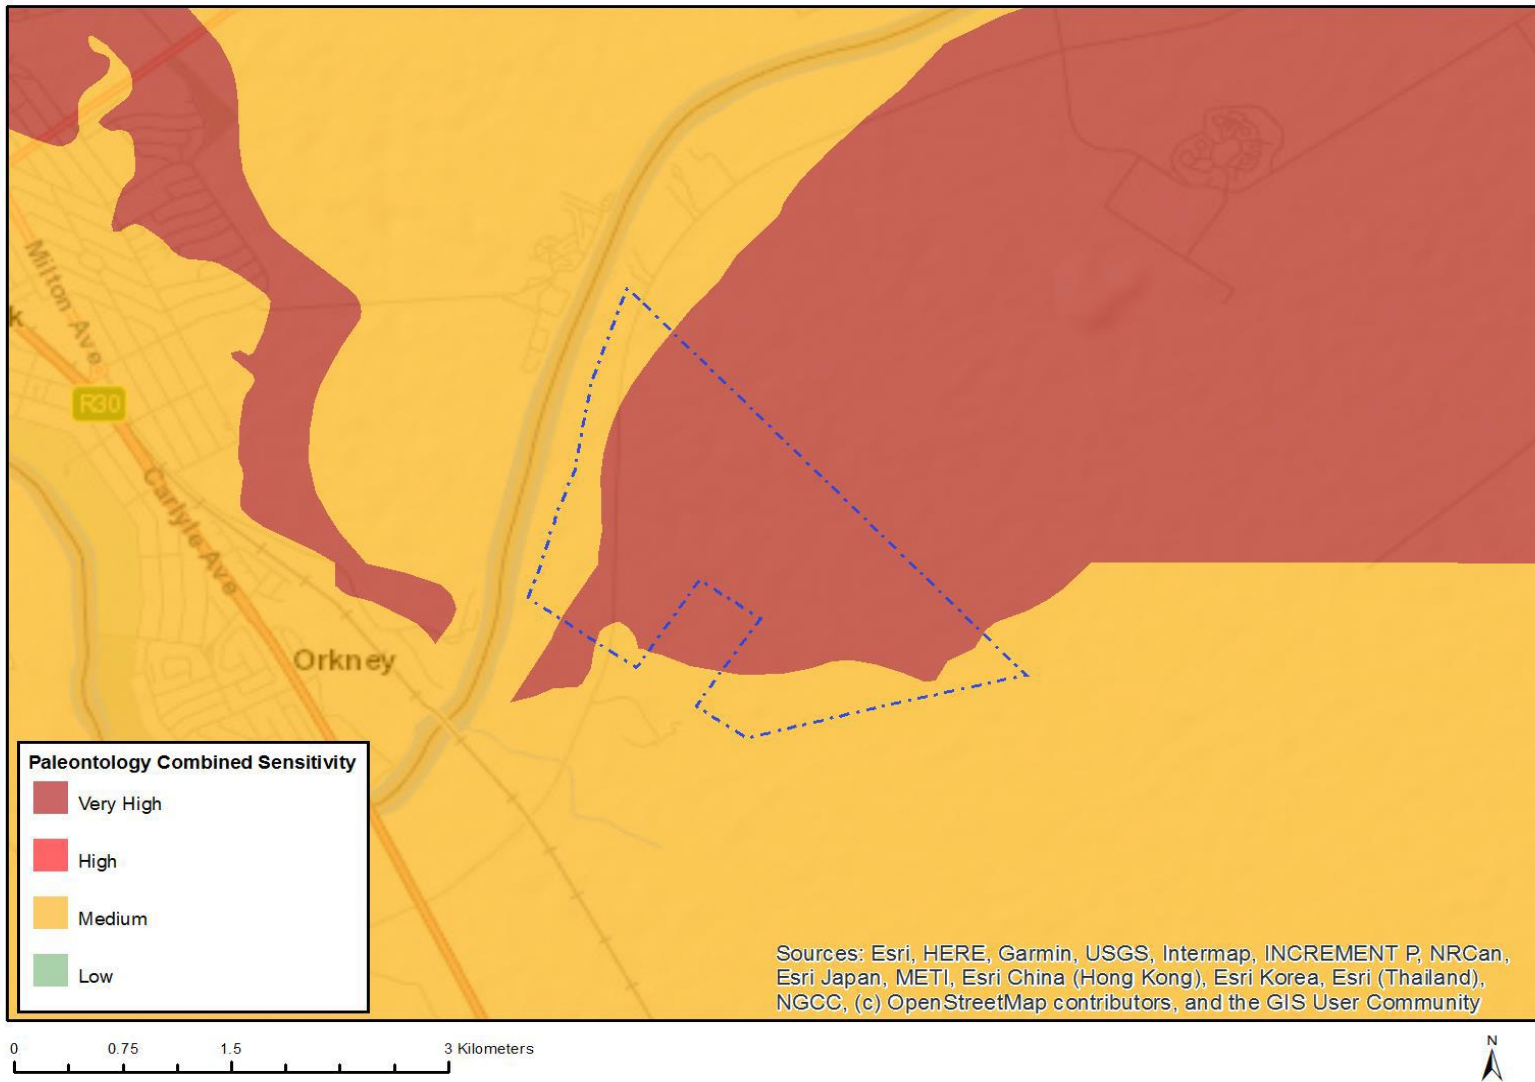 Milton Ave
k
R30
Carlyle Ave
Orkney
Paleontology Combined Sensitivity
Very High
High
Medium
Low
Sources: Esri, HERE, Garmin, USGS, Intermap, INCREMENT P, NRCan,
Esri Japan, METI, Esri China (Hong Kong), Esri Korea, Esri (Thailand),
NGCC, (c) OpenStreetMap contributors, and the GIS User Community
0 0.75 1.5 3 Kilometers
N